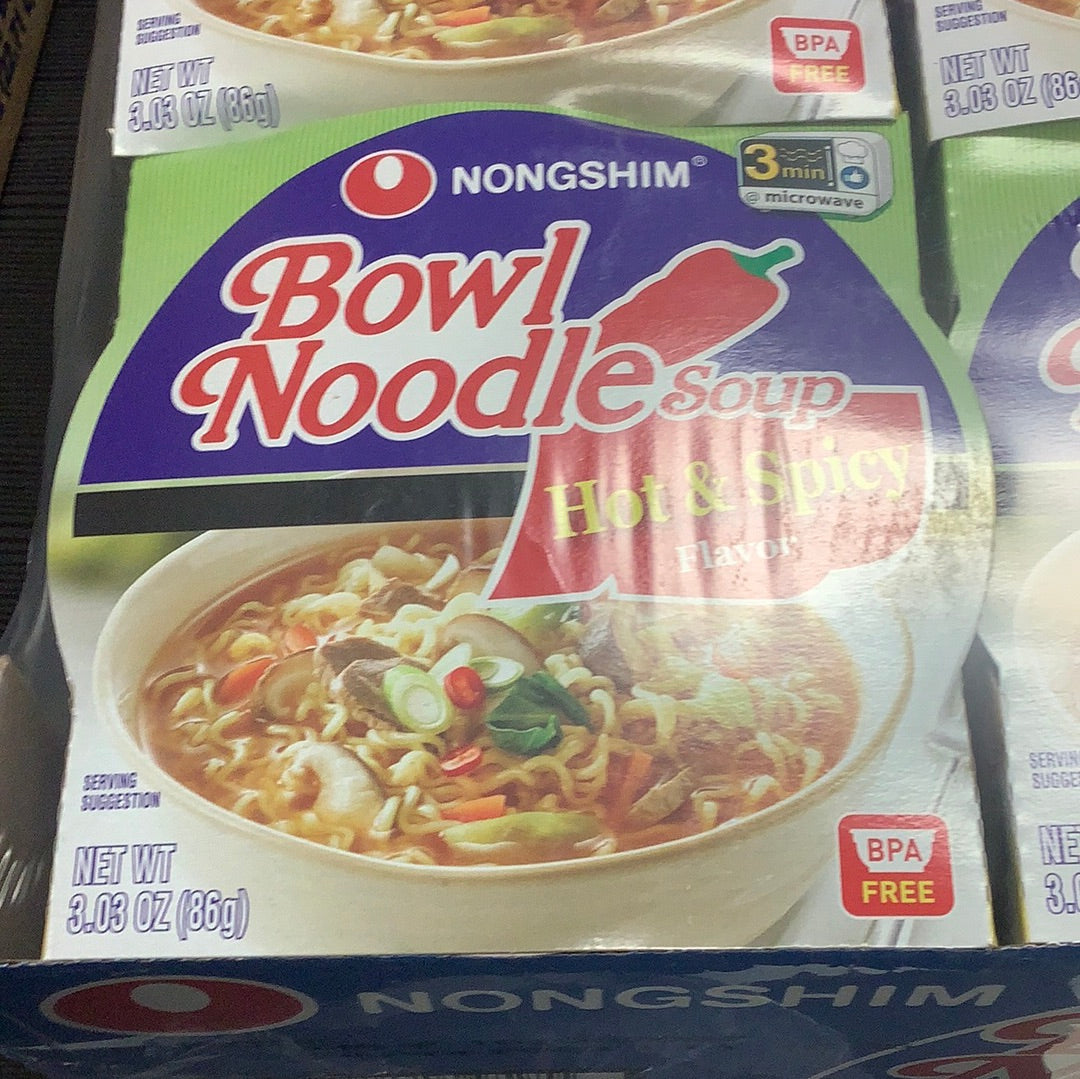 SERVING
SUGGESTION
NET WT
3.03 OZ (86g)
BPA
FREE
SERVING
SUGGESTION
NET WT
3.03 OZ (86
NONGSHIM®
3 min
@ microwave
Bowl
Noodle Soup
Hot & Spicy
Flavor
SERVING
SUGGESTION
NET WT
3.03 OZ (86g)
BPA
FREE
NONGSHIM